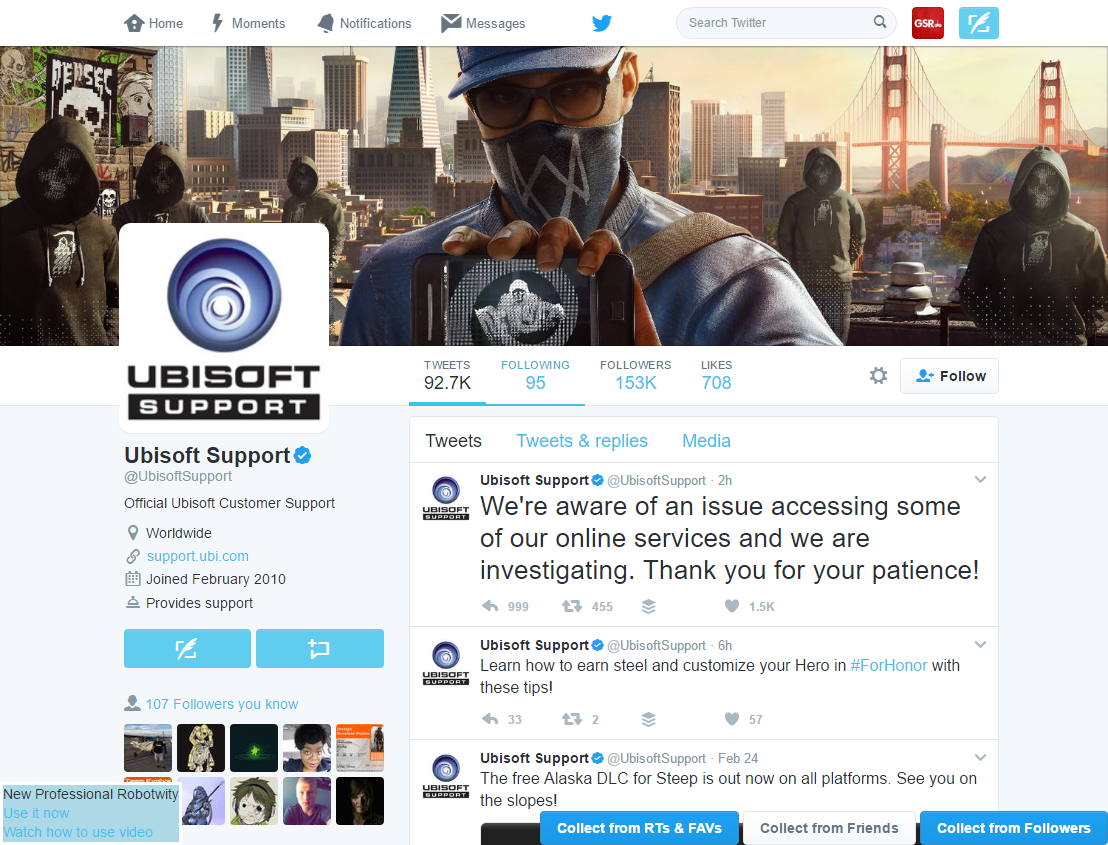 Home
Moments
Notifications
Messages
Search Twitter
GSR
DEDSEC
UBISOFT
SUPPORT
TWEETS
92.7K
FOLLOWING
95
FOLLOWERS
153K
LIKES
708
Follow
Ubisoft Support
@UbisoftSupport
Official Ubisoft Customer Support
Worldwide
support.ubi.com
Joined February 2010
Provides support
107 Followers you know
New Professional Robotwity
Use it now
Watch how to use video
Tweets
Tweets & replies
Media
UBISOFT
SUPPORT
Ubisoft Support @UbisoftSupport · 2h
We're aware of an issue accessing some
of our online services and we are
investigating. Thank you for your patience!
999 455 1.5K
UBISOFT
SUPPORT
Ubisoft Support @UbisoftSupport · 6h
Learn how to earn steel and customize your Hero in #ForHonor with
these tips!
33 2 57
UBISOFT
SUPPORT
Ubisoft Support @UbisoftSupport · Feb 24
The free Alaska DLC for Steep is out now on all platforms. See you on
the slopes!
Collect from RTs & FAVs
Collect from Friends
Collect from Followers